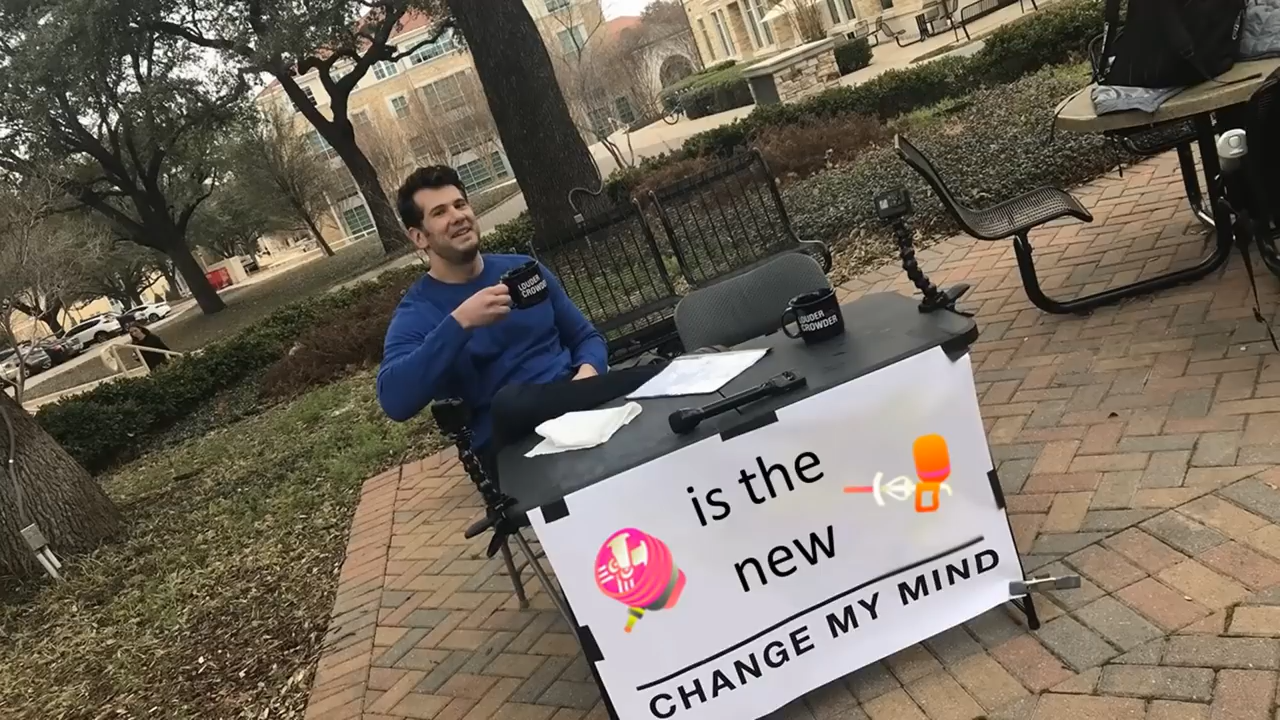 LOUDER
CROWDER
LOUDER
CROWDER
is the
new
CHANGE MY MIND